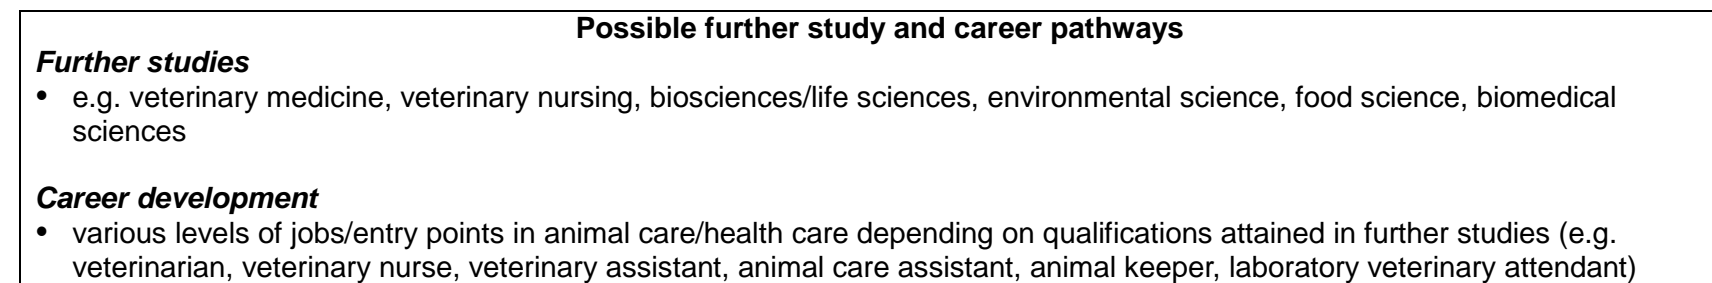 Possible further study and career pathways
Further studies
• e.g. veterinary medicine, veterinary nursing, biosciences/life sciences, environmental science, food science, biomedical
sciences
Career development
• various levels of jobs/entry points in animal care/health care depending on qualifications attained in further studies (e.g.
veterinarian, veterinary nurse, veterinary assistant, animal care assistant, animal keeper, laboratory veterinary attendant)